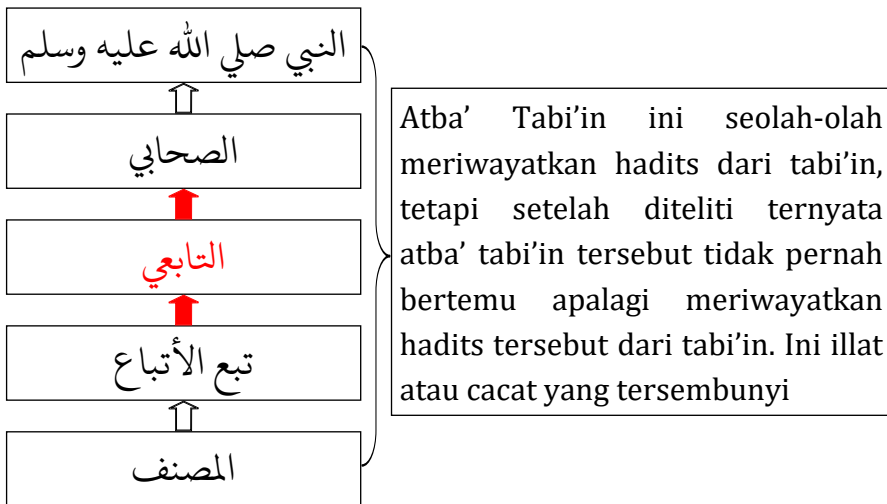 النبي صلي الله عليه وسلم
الصحابي
التابعي
تبع الأتباع
المصنف
Atba’ Tabi’in ini seolah-olah
meriwayatkan hadits dari tabi’in,
tetapi setelah diteliti ternyata
atba’ tabi’in tersebut tidak pernah
bertemu apalagi meriwayatkan
hadits tersebut dari tabi’in. Ini illat
atau cacat yang tersembunyi